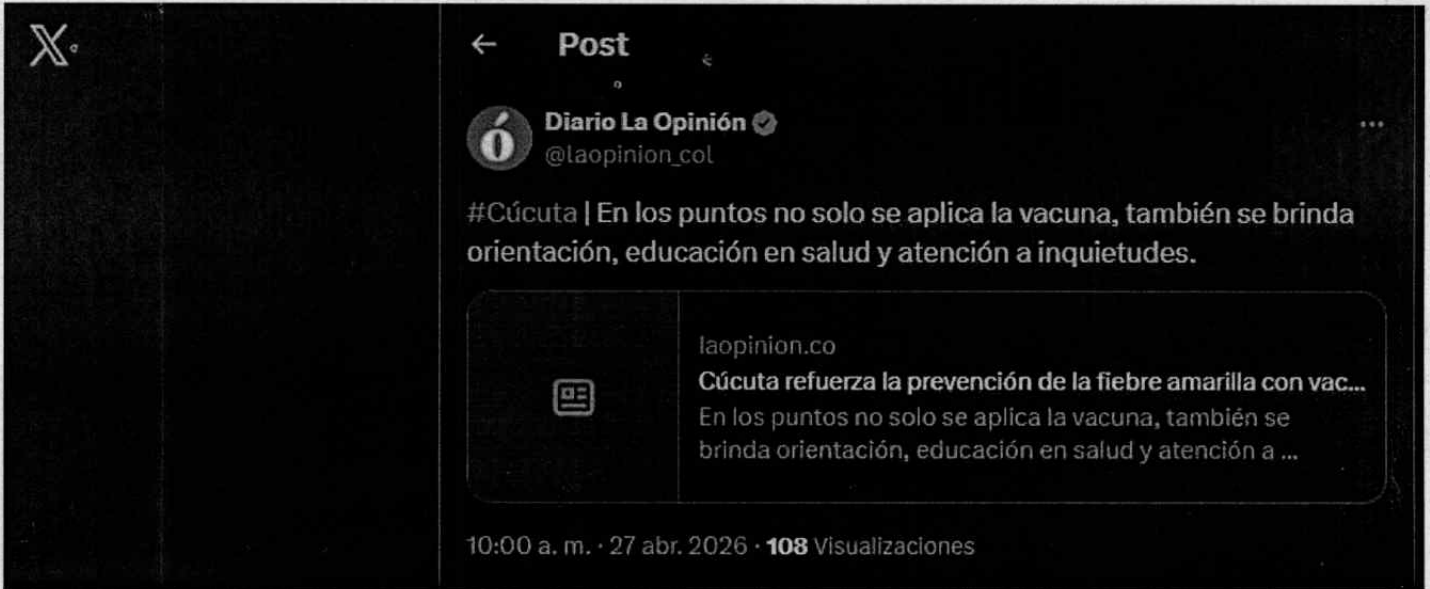 X
← Post
ó
Diario La Opinión
@laopinion_col
...
#Cúcuta | En los puntos no solo se aplica la vacuna, también se brinda
orientación, educación en salud y atención a inquietudes.
laopinion.co
Cúcuta refuerza la prevención de la fiebre amarilla con vac...
En los puntos no solo se aplica la vacuna, también se
brinda orientación, educación en salud y atención a ...
10:00 a. m. · 27 abr. 2026 · 108 Visualizaciones